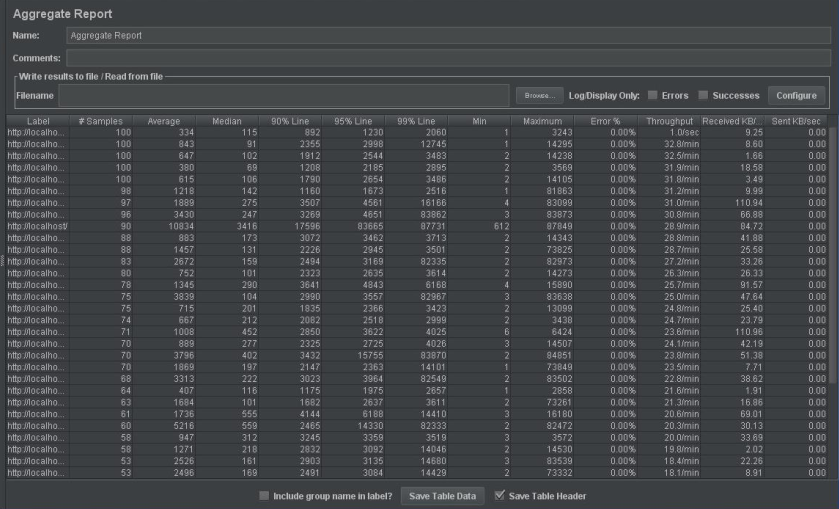 Aggregate Report
Name: Aggregate Report
Comments:
Write results to file / Read from file
Filename Browse... Log/Display Only: Errors Successes Configure
Label # Samples Average Median 90% Line 95% Line 99% Line Min Maximum Error % Throughput Received KB/... Sent KB/sec
http://localho... 100 334 115 892 1230 2060 1 3243 0.00% 1.0/sec 9.25 0.00
http://localho... 100 843 91 2355 2998 12745 1 14295 0.00% 32.8/min 8.60 0.00
http://localho... 100 647 102 1912 2544 3483 2 14238 0.00% 32.5/min 1.66 0.00
http://localho... 100 380 69 1208 2185 2895 2 3569 0.00% 31.9/min 18.58 0.00
http://localho... 100 615 106 1790 2654 3486 2 14105 0.00% 31.8/min 3.49 0.00
http://localho... 98 1218 142 1160 1673 2516 1 81863 0.00% 31.2/min 9.99 0.00
http://localho... 97 1889 275 3507 4561 16166 4 83099 0.00% 31.0/min 110.94 0.00
http://localho... 96 3430 247 3269 4651 83862 3 83873 0.00% 30.8/min 66.88 0.00
http://localhost/ 90 10834 3416 17596 83665 87731 612 87849 0.00% 28.9/min 84.72 0.00
http://localho... 88 883 173 3072 3462 3713 2 14343 0.00% 28.8/min 41.88 0.00
http://localho... 88 1457 131 2226 2945 3501 2 73825 0.00% 28.7/min 25.58 0.00
http://localho... 83 2672 159 2494 3169 82335 2 82973 0.00% 27.2/min 33.26 0.00
http://localho... 80 752 101 2323 2635 3614 2 14273 0.00% 26.3/min 26.33 0.00
http://localho... 78 1345 290 3641 4843 6168 4 15890 0.00% 25.7/min 91.57 0.00
http://localho... 75 3839 104 2990 3557 82967 3 83638 0.00% 25.0/min 47.64 0.00
http://localho... 75 715 201 1835 2366 3423 2 13099 0.00% 24.8/min 25.40 0.00
http://localho... 74 667 212 2082 2518 2999 2 3438 0.00% 24.7/min 23.79 0.00
http://localho... 71 1008 452 2850 3622 4025 6 6424 0.00% 23.6/min 110.96 0.00
http://localho... 70 889 277 2325 2725 4026 3 14507 0.00% 24.1/min 42.19 0.00
http://localho... 70 3796 402 3432 15755 83870 2 84851 0.00% 23.8/min 51.38 0.00
http://localho... 70 1869 197 2147 2363 14101 1 73849 0.00% 23.5/min 7.71 0.00
http://localho... 68 3313 222 3023 3964 82549 2 83502 0.00% 22.8/min 38.62 0.00
http://localho... 64 407 116 1175 1975 2657 1 2858 0.00% 21.6/min 1.91 0.00
http://localho... 63 1684 101 1682 2637 3611 2 73271 0.00% 21.3/min 16.86 0.00
http://localho... 61 1736 555 4144 6188 14410 3 16180 0.00% 20.6/min 69.01 0.00
http://localho... 60 5216 559 2465 14330 82333 2 82472 0.00% 20.3/min 30.13 0.00
http://localho... 58 947 312 3245 3359 3519 3 3572 0.00% 20.0/min 33.69 0.00
http://localho... 58 1271 218 2832 3092 14046 2 14530 0.00% 19.8/min 2.02 0.00
http://localho... 53 2526 161 2903 3135 14680 3 83539 0.00% 18.4/min 22.26 0.00
http://localho... 53 2496 169 2491 3084 14429 2 73332 0.00% 18.1/min 8.91 0.00
Include group name in label? Save Table Data Save Table Header